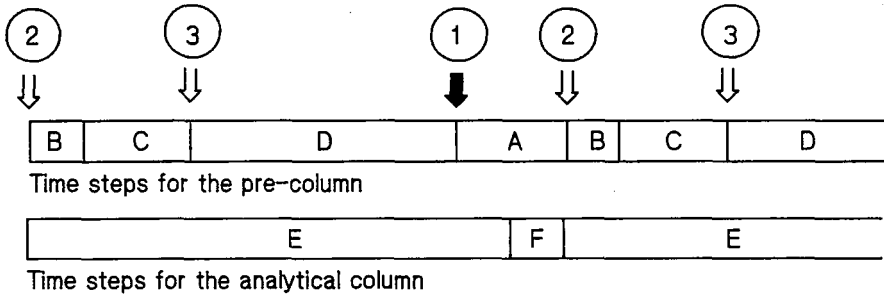 2 3 1 2 3
B C D A B C D
Time steps for the pre-column
E F E
Time steps for the analytical column